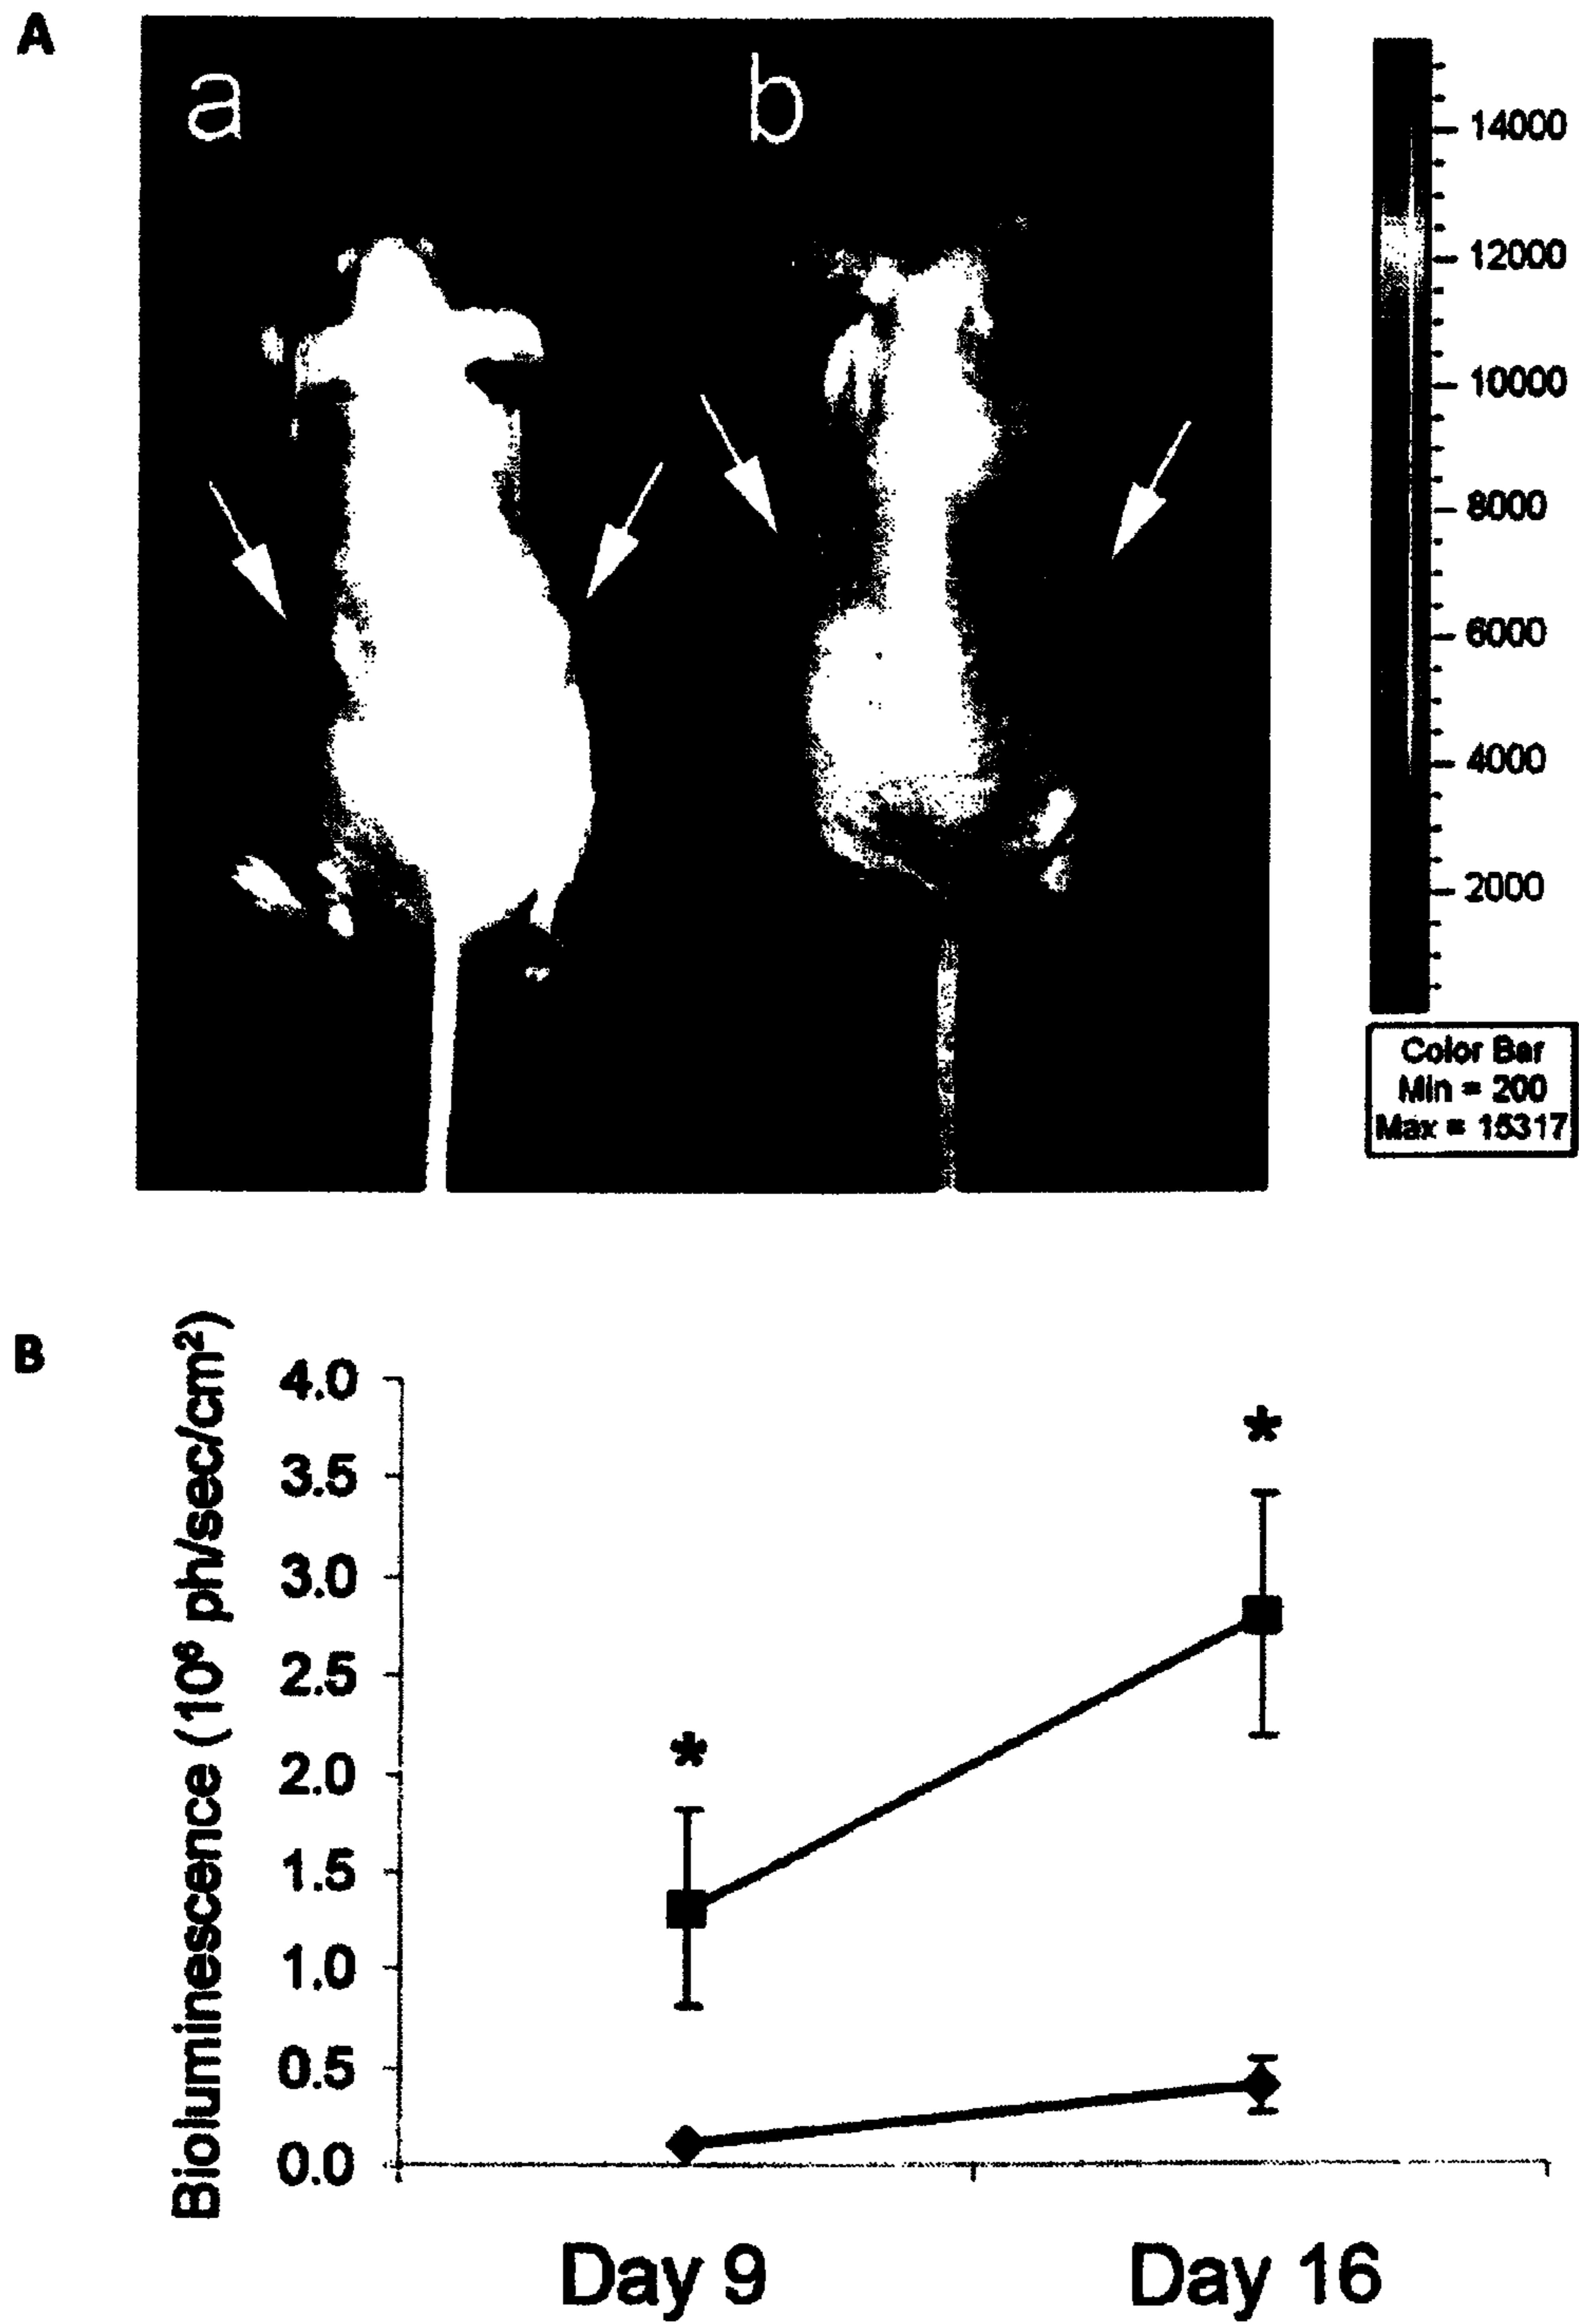 A
a
b
14000
12000
10000
8000
6000
4000
2000
Color Bar
Min = 200
Max = 15317
B
Bioluminescence (10⁶ ph/sec/cm²)
4.0
3.5
3.0
2.5
2.0
1.5
1.0
0.5
0.0
*
*
Day 9
Day 16